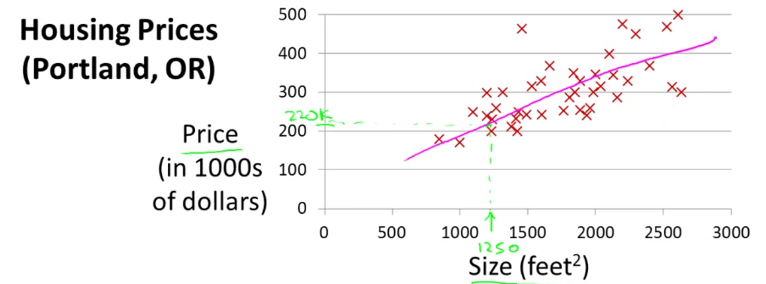 Housing Prices
(Portland, OR)
Price
(in 1000s
of dollars)
500
400
300
220K
200
100
0
0 500 1000 1500 2000 2500 3000
1250
Size (feet²)